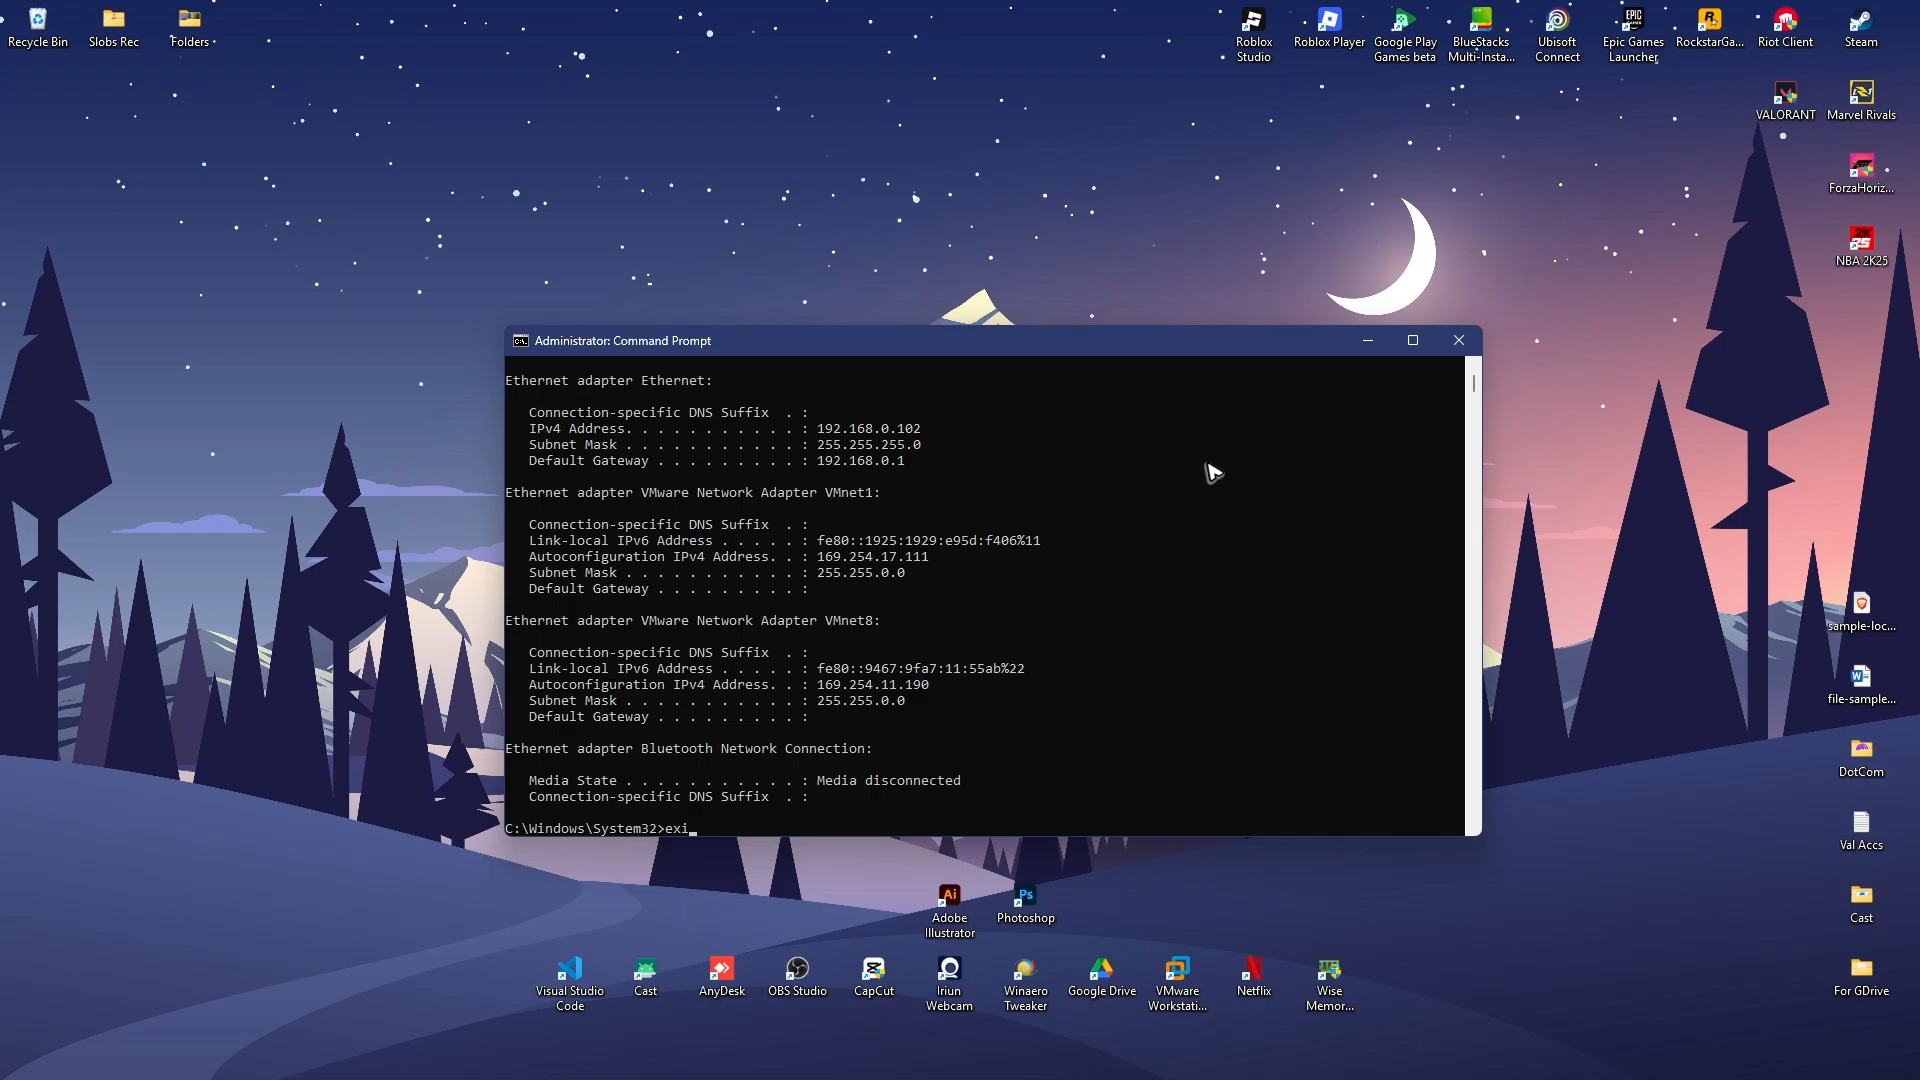 Recycle Bin
Slobs Rec
Folders
Roblox
Studio
Roblox Player
Google Play
Games beta
BlueStacks
Multi-Insta...
Ubisoft
Connect
Epic Games
Launcher
RockstarGa...
Riot Client
Steam
VALORANT
Marvel Rivals
ForzaHoriz...
NBA 2K25
Administrator: Command Prompt
Ethernet adapter Ethernet:
Connection-specific DNS Suffix  . :
IPv4 Address. . . . . . . . . . . : 192.168.0.102
Subnet Mask . . . . . . . . . . . : 255.255.255.0
Default Gateway . . . . . . . . . : 192.168.0.1
Ethernet adapter VMware Network Adapter VMnet1:
Connection-specific DNS Suffix  . :
Link-local IPv6 Address . . . . . : fe80::1925:1929:e95d:f406%11
Autoconfiguration IPv4 Address. . : 169.254.17.111
Subnet Mask . . . . . . . . . . . : 255.255.0.0
Default Gateway . . . . . . . . . :
Ethernet adapter VMware Network Adapter VMnet8:
Connection-specific DNS Suffix  . :
Link-local IPv6 Address . . . . . : fe80::9467:9fa7:11:55ab%22
Autoconfiguration IPv4 Address. . : 169.254.11.190
Subnet Mask . . . . . . . . . . . : 255.255.0.0
Default Gateway . . . . . . . . . :
Ethernet adapter Bluetooth Network Connection:
Media State . . . . . . . . . . . : Media disconnected
Connection-specific DNS Suffix  . :
C:\Windows\System32>exi_
sample-loc...
file-sample...
DotCom
Val Accs
Cast
For GDrive
Adobe
Illustrator
Photoshop
Visual Studio
Code
Cast
AnyDesk
OBS Studio
CapCut
Iriun
Webcam
Winaero
Tweaker
Google Drive
VMware
Workstati...
Netflix
Wise
Memor...